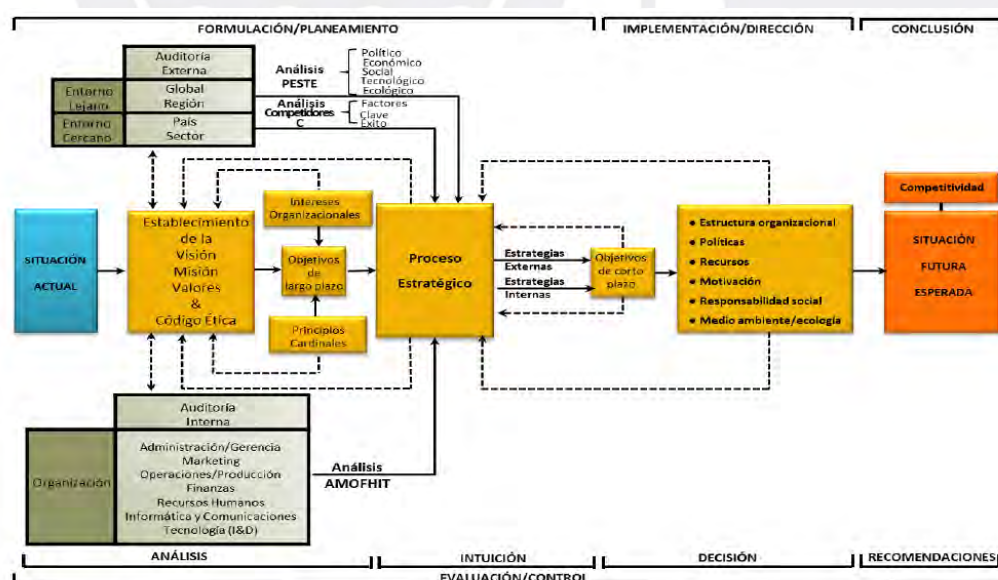 FORMULACIÓN/PLANEAMIENTO
IMPLEMENTACIÓN/DIRECCIÓN
CONCLUSIÓN
Auditoría
Externa
Entorno
Lejano
Global
Región
Entorno
Cercano
País
Sector
Análisis
PESTE
Político
Económico
Social
Tecnológico
Ecológico
Análisis
Competidores
C
Factores
Clave
Éxito
SITUACIÓN
ACTUAL
Establecimiento
de la
Visión
Misión
Valores
&
Código Ética
Intereses
Organizacionales
Objetivos
de
largo plazo
Principios
Cardinales
Proceso
Estratégico
Estrategias
Externas
Estrategias
Internas
Objetivos
de corto
plazo
• Estructura organizacional
• Políticas
• Recursos
• Motivación
• Responsabilidad social
• Medio ambiente/ecología
Competitividad
SITUACIÓN
FUTURA
ESPERADA
Auditoría
Interna
Organización
Administración/Gerencia
Marketing
Operaciones/Producción
Finanzas
Recursos Humanos
Informática y Comunicaciones
Tecnología (I&D)
Análisis
AMOFHIT
ANÁLISIS
INTUICIÓN
DECISIÓN
RECOMENDACIONES
EVALUACIÓN/CONTROL